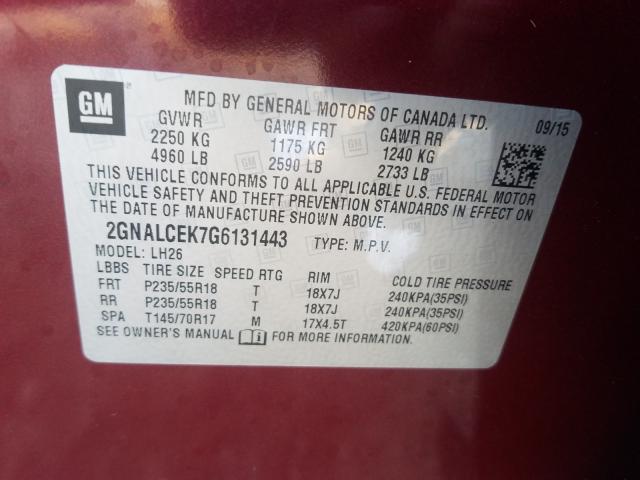 GM
MFD BY GENERAL MOTORS OF CANADA LTD.
GVWR GAWR FRT GAWR RR 09/15
2250 KG 1175 KG 1240 KG
4960 LB 2590 LB 2733 LB
THIS VEHICLE CONFORMS TO ALL APPLICABLE U.S. FEDERAL MOTOR
VEHICLE SAFETY AND THEFT PREVENTION STANDARDS IN EFFECT ON
THE DATE OF MANUFACTURE SHOWN ABOVE.
2GNALCEK7G6131443 TYPE: M.P.V.
MODEL: LH26
LBBS TIRE SIZE SPEED RTG RIM COLD TIRE PRESSURE
FRT P235/55R18 T 18X7J 240KPA(35PSI)
RR P235/55R18 T 18X7J 240KPA(35PSI)
SPA T145/70R17 M 17X4.5T 420KPA(60PSI)
SEE OWNER'S MANUAL i FOR MORE INFORMATION.